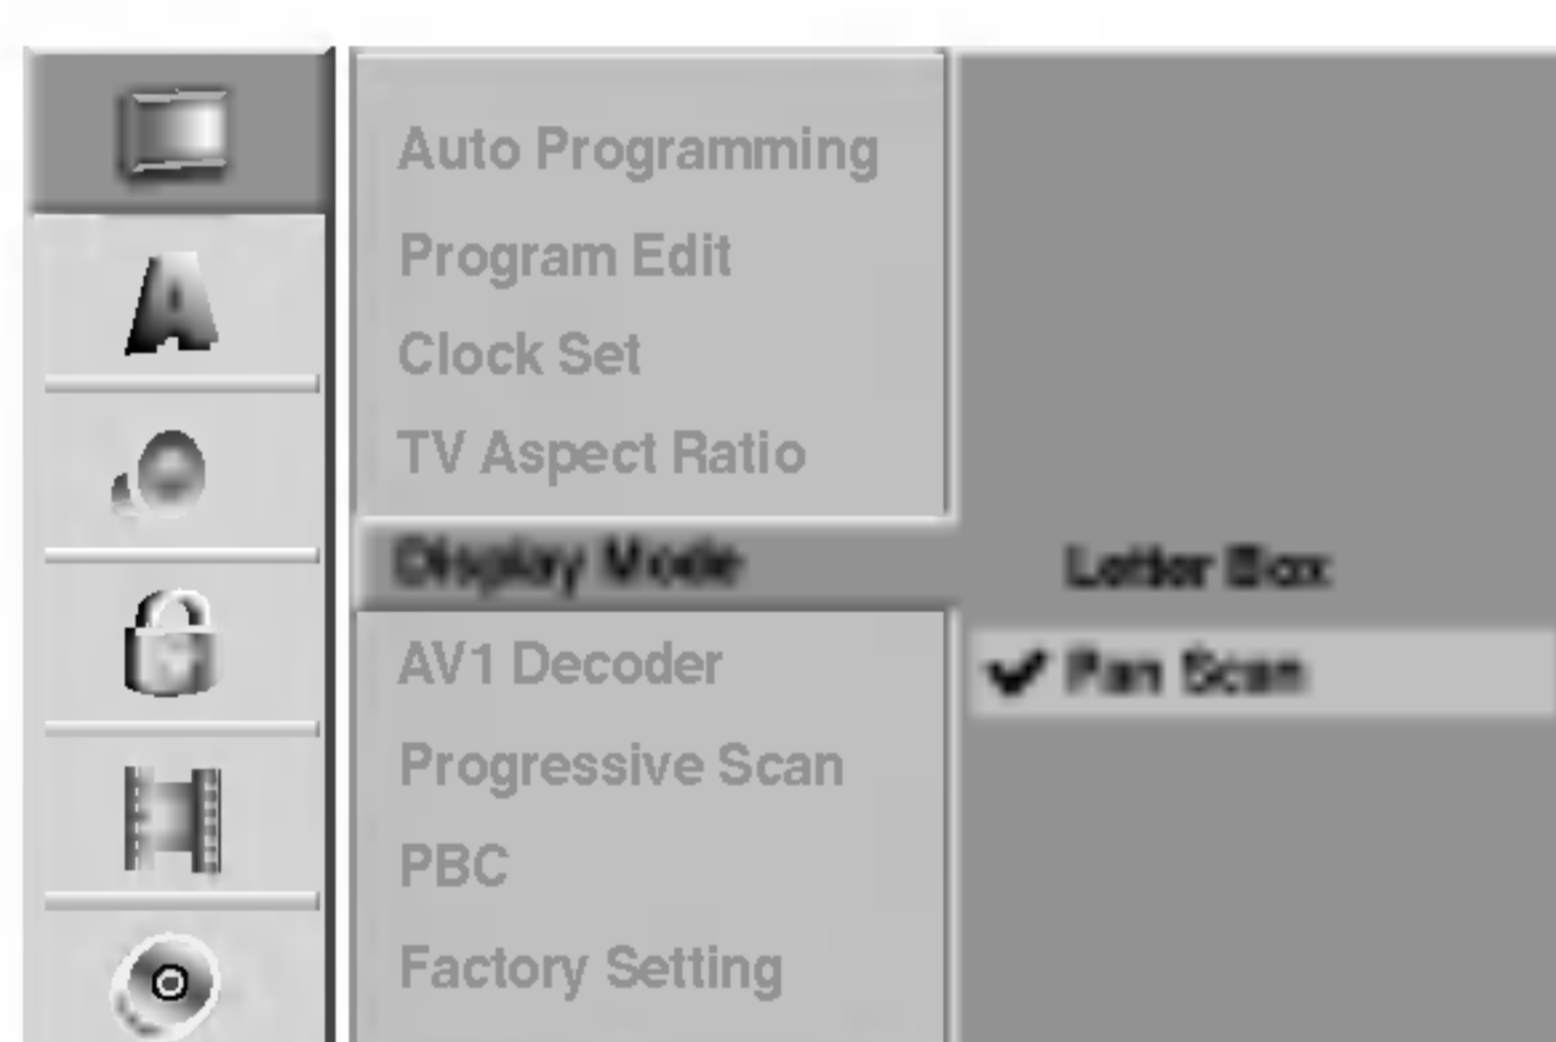 Auto Programming
Program Edit
Clock Set
TV Aspect Ratio
Display Mode
Letter Box
AV1 Decoder
Pan Scan
Progressive Scan
PBC
Factory Setting